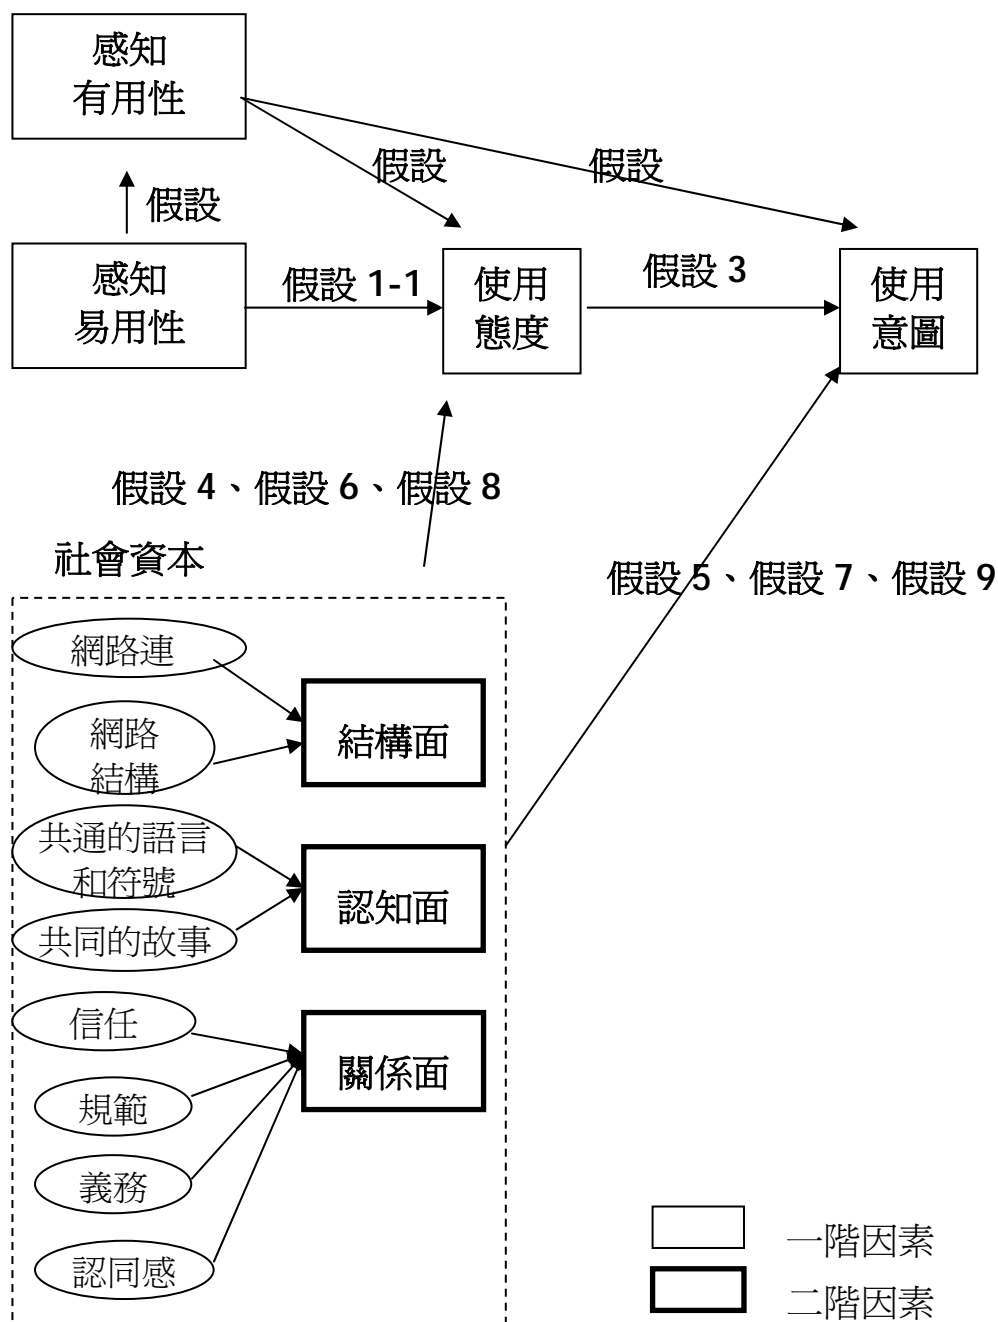 感知
有用性
假設
假設
假設
感知
易用性
假設 1-1
使用
態度
假設 3
使用
意圖
假設 4、假設 6、假設 8
社會資本
假設 5、假設 7、假設 9
網路連
網路
結構
結構面
共通的語言
和符號
認知面
共同的故事
信任
關係面
規範
義務
認同感
一階因素
二階因素